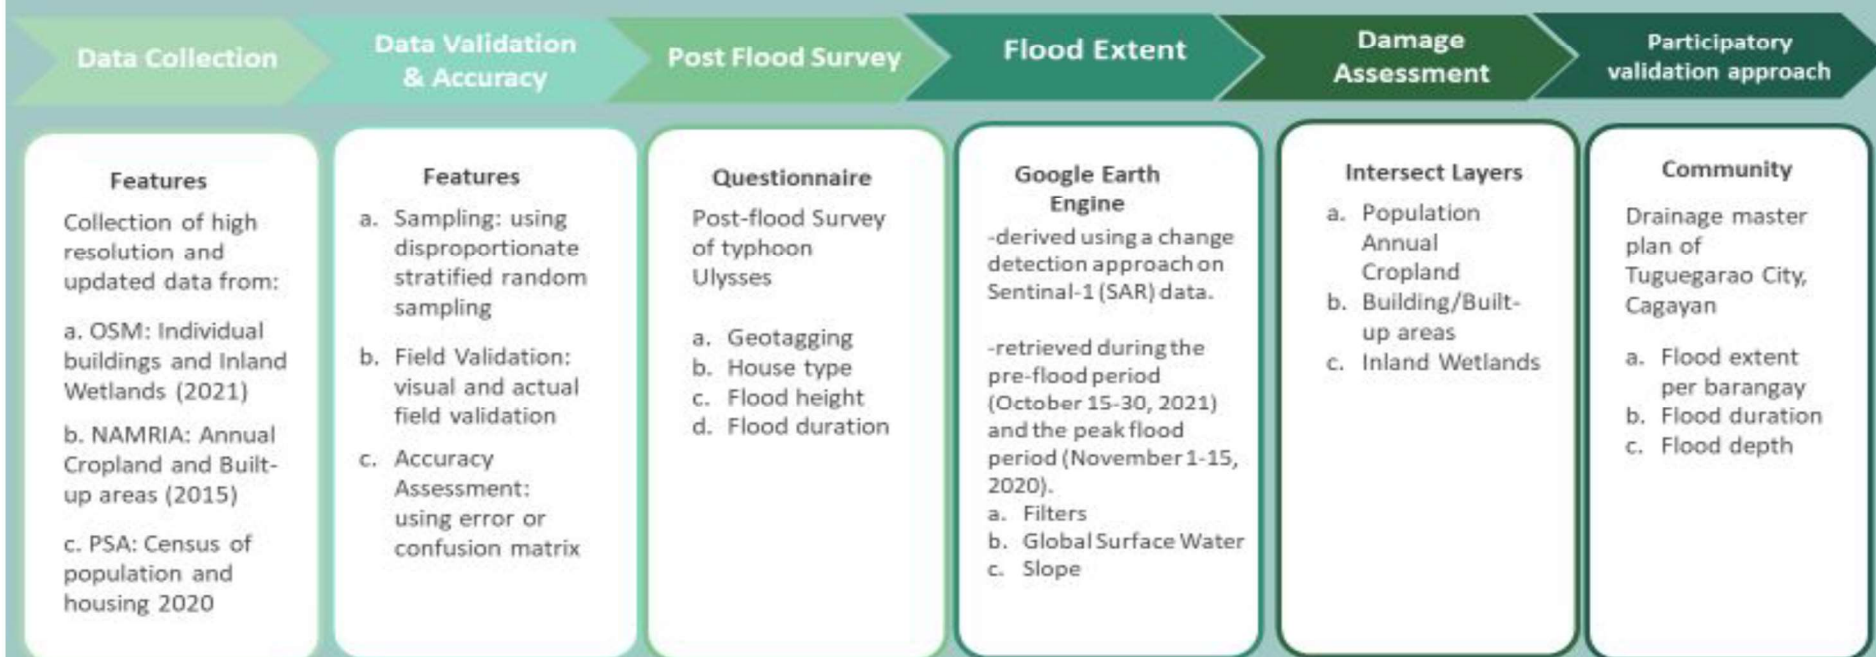 Data Collection
Data Validation
& Accuracy
Post Flood Survey
Flood Extent
Damage
Assessment
Participatory
validation approach
Features
Collection of high
resolution and
updated data from:
a. OSM: Individual
buildings and Inland
Wetlands (2021)
b. NAMRIA: Annual
Cropland and Built-
up areas (2015)
c. PSA: Census of
population and
housing 2020
Features
a. Sampling: using
disproportionate
stratified random
sampling
b. Field Validation:
visual and actual
field validation
c. Accuracy
Assessment:
using error or
confusion matrix
Questionnaire
Post-flood Survey
of typhoon
Ulysses
a. Geotagging
b. House type
c. Flood height
d. Flood duration
Google Earth
Engine
-derived using a change
detection approach on
Sentinal-1 (SAR) data.
-retrieved during the
pre-flood period
(October 15-30, 2021)
and the peak flood
period (November 1-15,
2020).
a. Filters
b. Global Surface Water
c. Slope
Intersect Layers
a. Population
Annual
Cropland
b. Building/Built-
up areas
c. Inland Wetlands
Community
Drainage master
plan of
Tuguegarao City,
Cagayan
a. Flood extent
per barangay
b. Flood duration
c. Flood depth